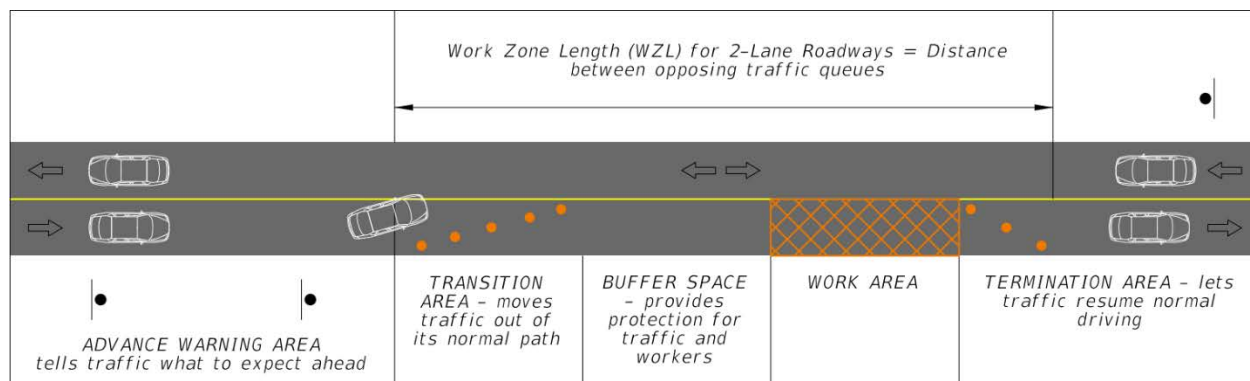 Work Zone Length (WZL) for 2-Lane Roadways = Distance
between opposing traffic queues
TRANSITION
AREA - moves
traffic out of
its normal path
BUFFER SPACE
- provides
protection for
traffic and
workers
WORK AREA
TERMINATION AREA - lets
traffic resume normal
driving
ADVANCE WARNING AREA
tells traffic what to expect ahead